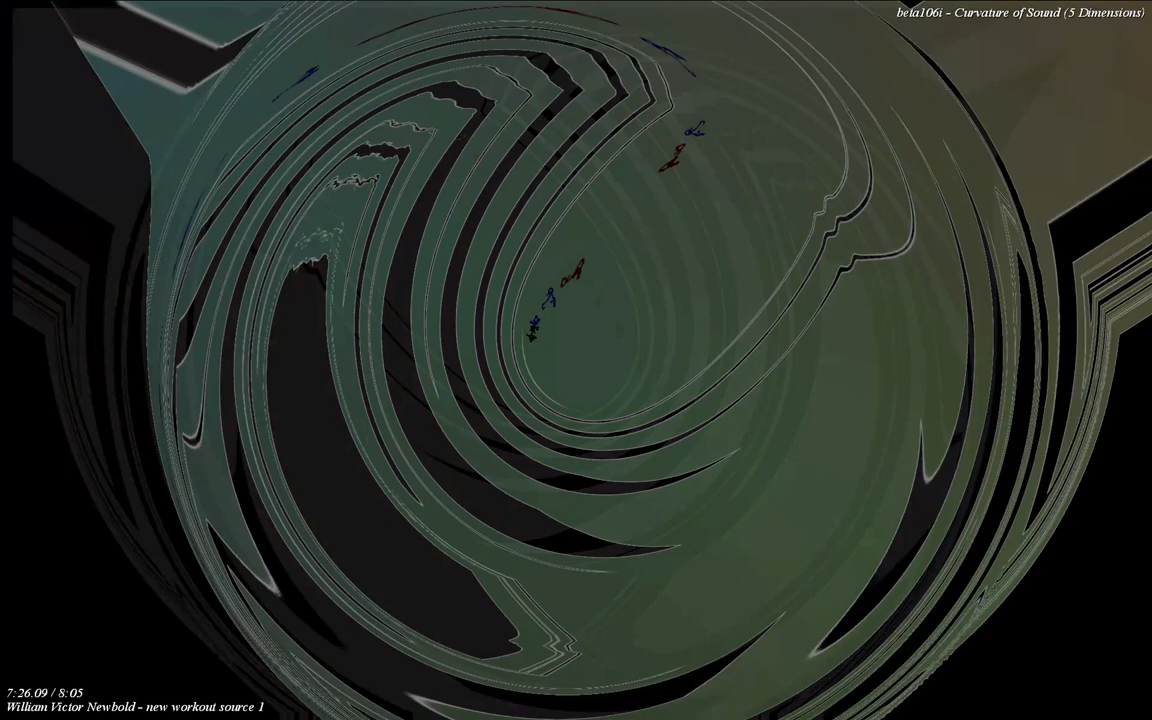 beta106i - Curvature of Sound (5 Dimensions)
7:26.09 / 8:05
William Victor Newbold - new workout source 1